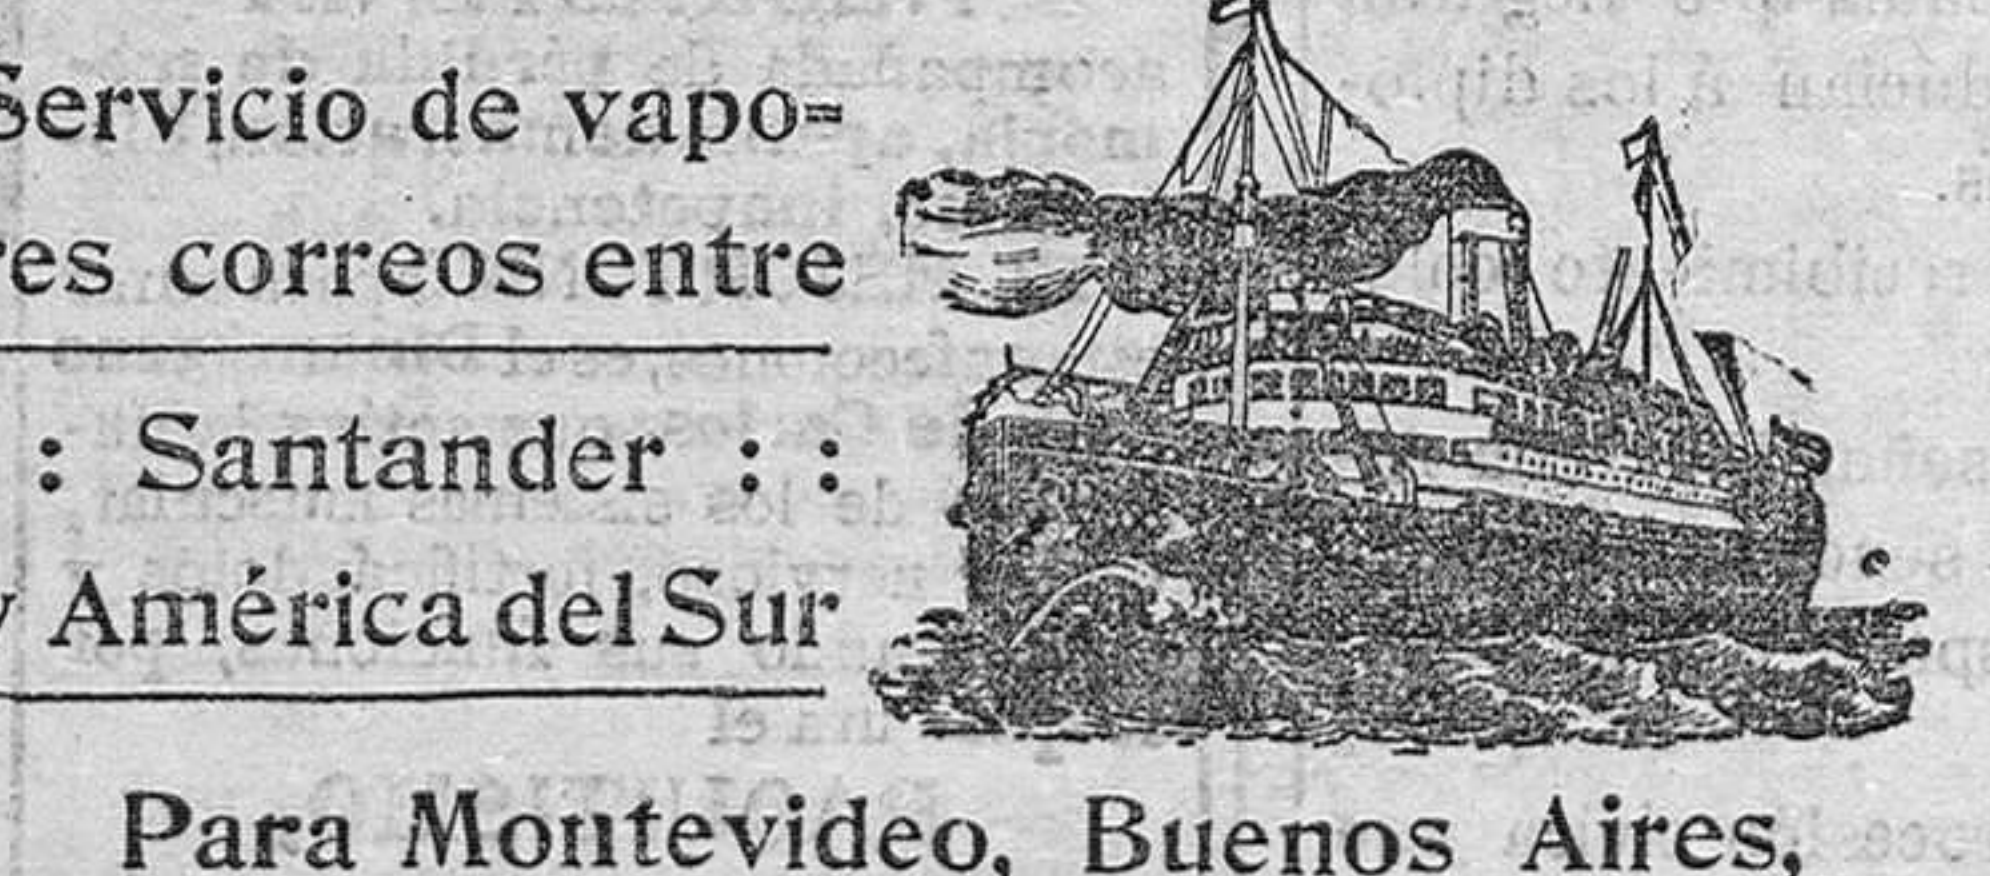 Servicio de vapo=
res correos entre
: Santander : :
y América del Sur
Para Montevideo, Buenos Aires,